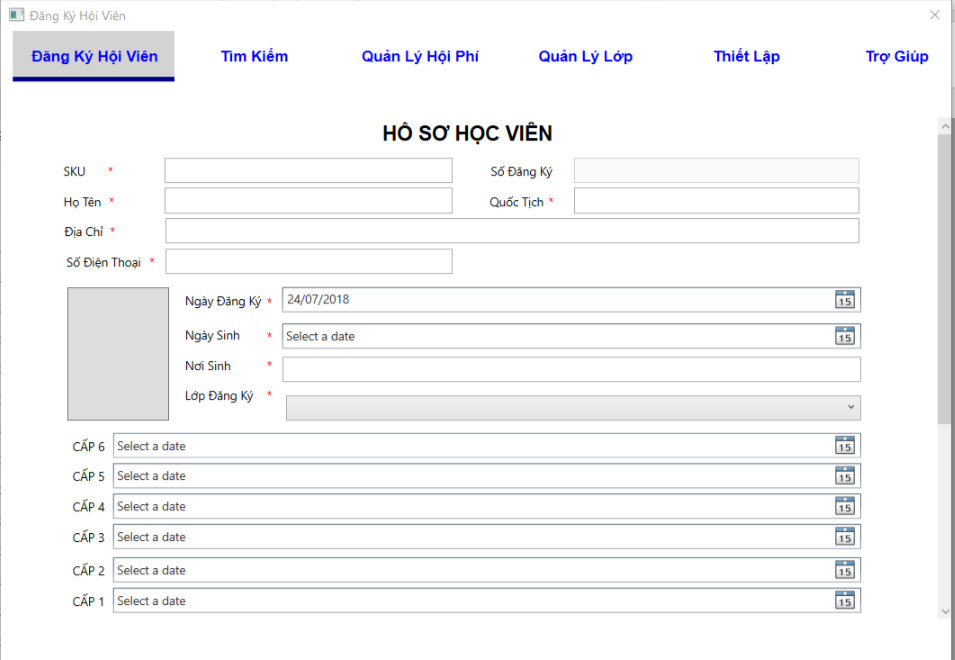 Đăng Ký Hội Viên
Đăng Ký Hội Viên Tìm Kiếm Quản Lý Hội Phí Quản Lý Lớp Thiết Lập Trợ Giúp
HỒ SƠ HỌC VIÊN
SKU * Số Đăng Ký
Họ Tên * Quốc Tịch *
Địa Chỉ *
Số Điện Thoại *
Ngày Đăng Ký * 24/07/2018 15
Ngày Sinh * Select a date 15
Nơi Sinh *
Lớp Đăng Ký *
CẤP 6 Select a date 15
CẤP 5 Select a date 15
CẤP 4 Select a date 15
CẤP 3 Select a date 15
CẤP 2 Select a date 15
CẤP 1 Select a date 15